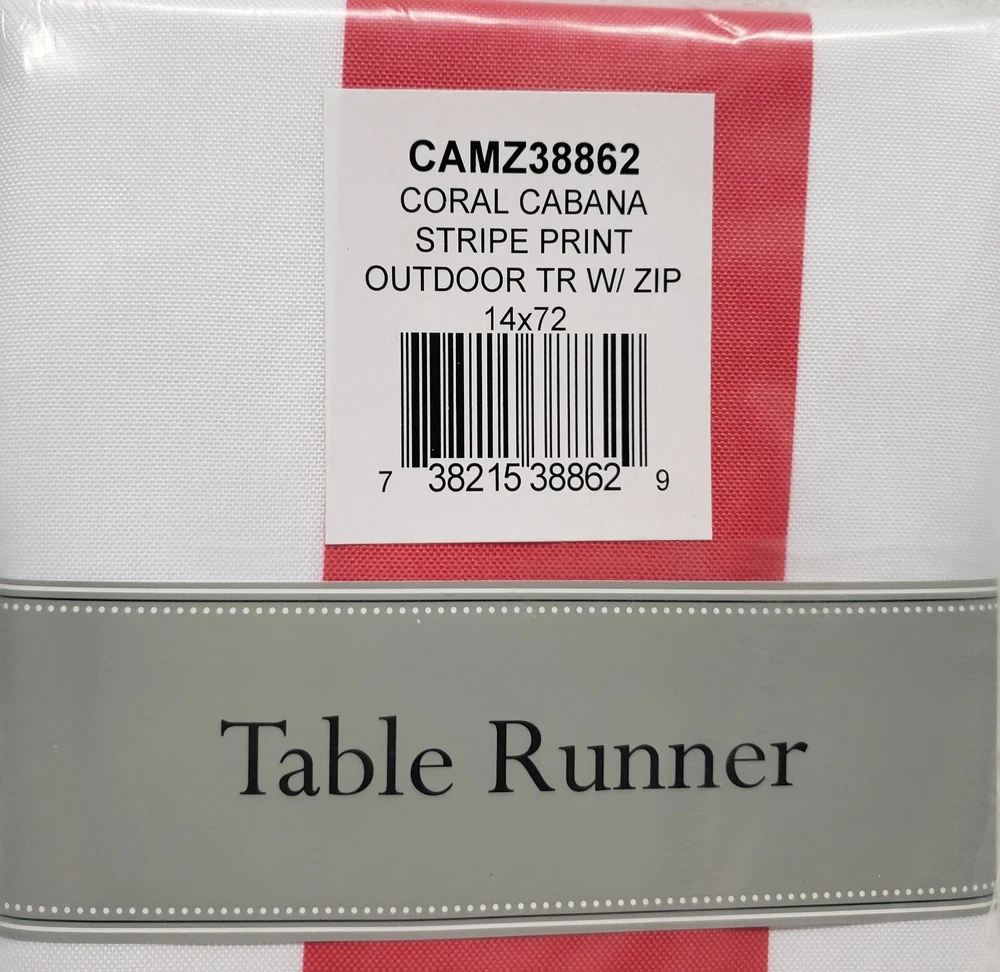 CAMZ38862
CORAL CABANA
STRIPE PRINT
OUTDOOR TR W/ ZIP
14x72
7 38215 38862 9
Table Runner